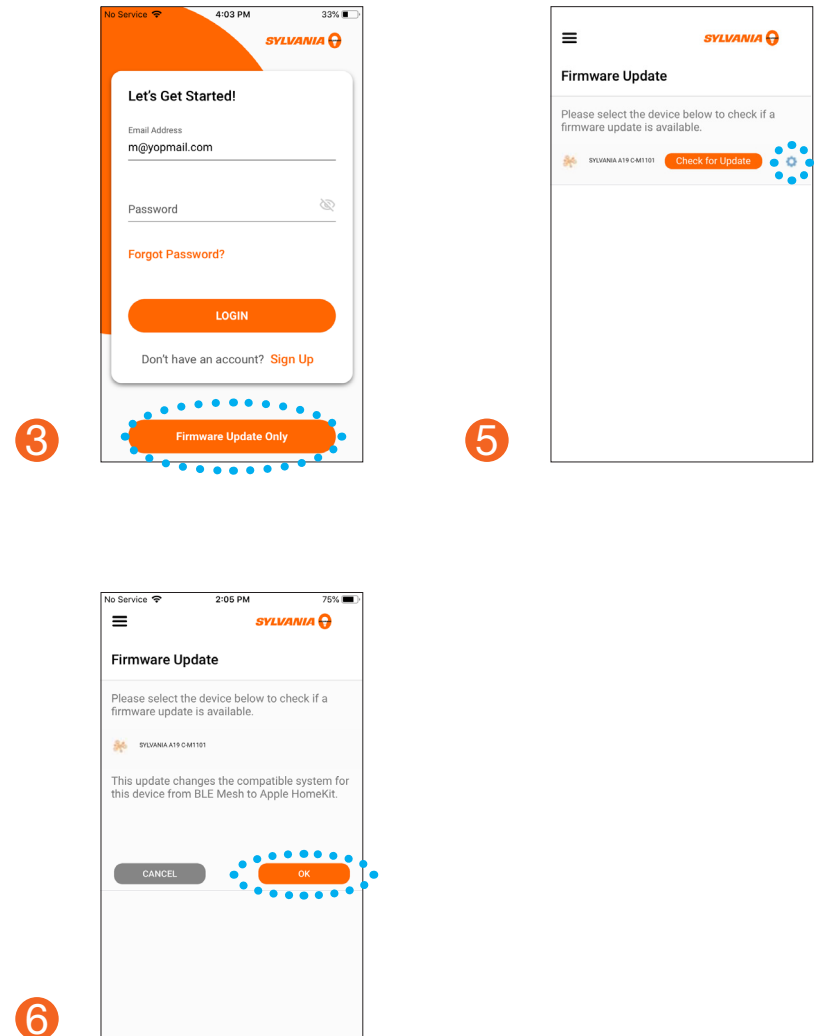 No Service 4:03 PM 33%
SYLVANIA
Let's Get Started!
Email Address
m@yopmail.com
Password
Forgot Password?
LOGIN
Don't have an account? Sign Up
Firmware Update Only
3
SYLVANIA
Firmware Update
Please select the device below to check if a
firmware update is available.
SYLVANIA A19 C-M1101 Check for Update
5
No Service 2:05 PM 75%
SYLVANIA
Firmware Update
Please select the device below to check if a
firmware update is available.
SYLVANIA A19 C-M1101
This update changes the compatible system for
this device from BLE Mesh to Apple HomeKit.
CANCEL OK
6